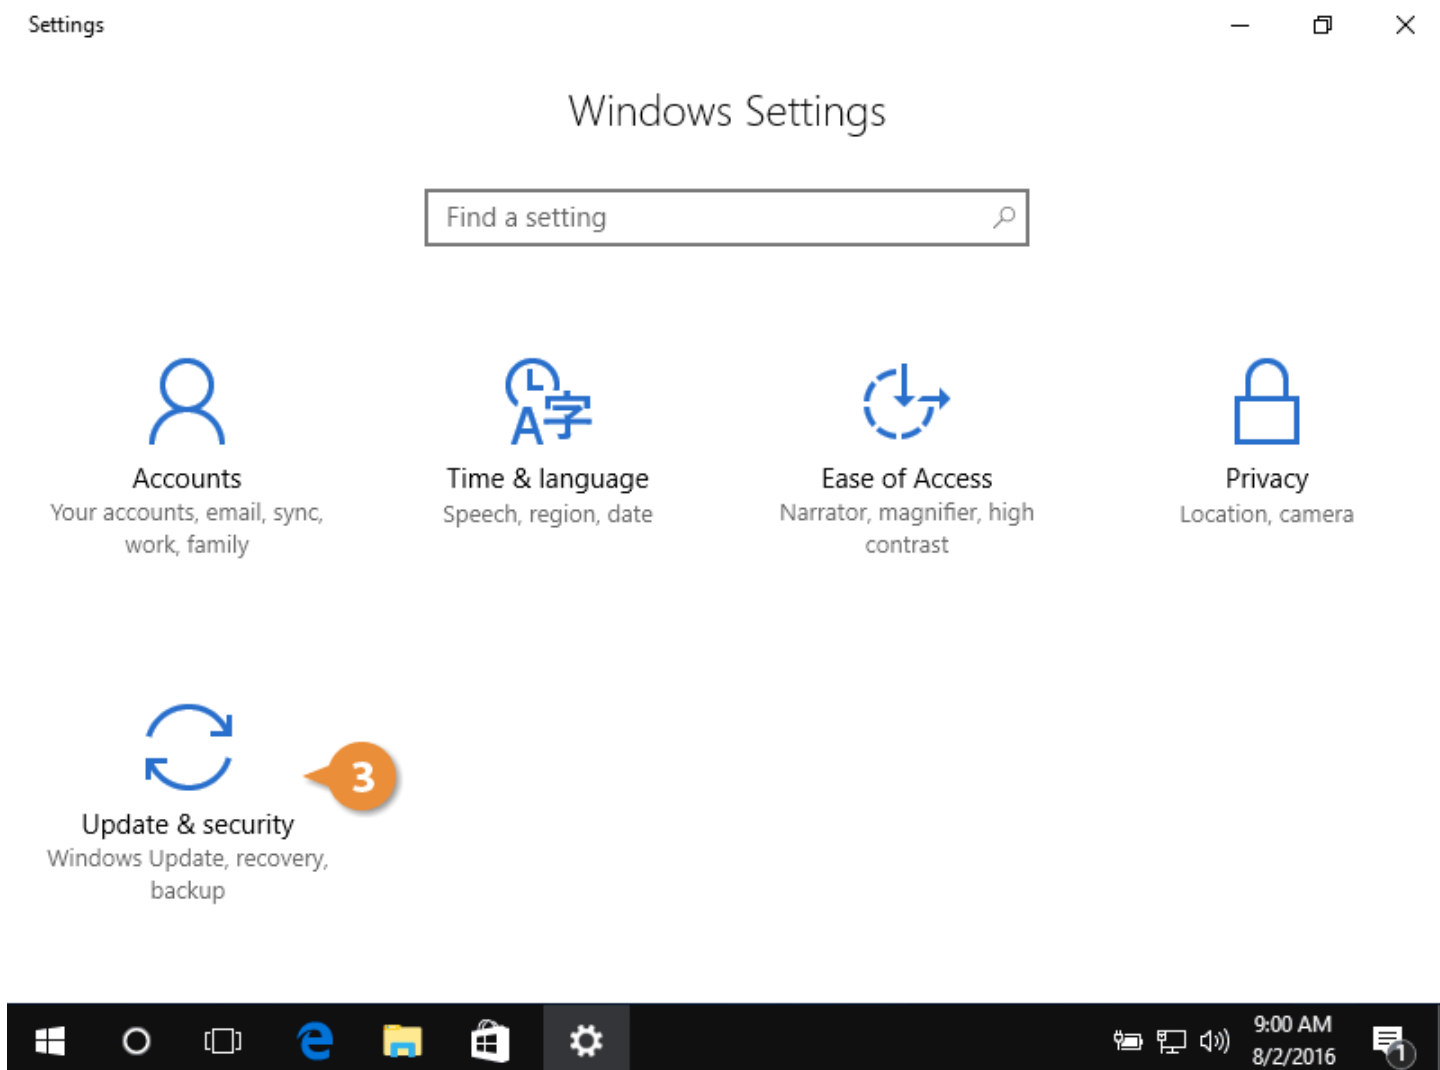 Settings
Windows Settings
Find a setting
A字
Accounts
Your accounts, email, sync,
work, family
Time & language
Speech, region, date
Ease of Access
Narrator, magnifier, high
contrast
Privacy
Location, camera
3
Update & security
Windows Update, recovery,
backup
9:00 AM
8/2/2016
1